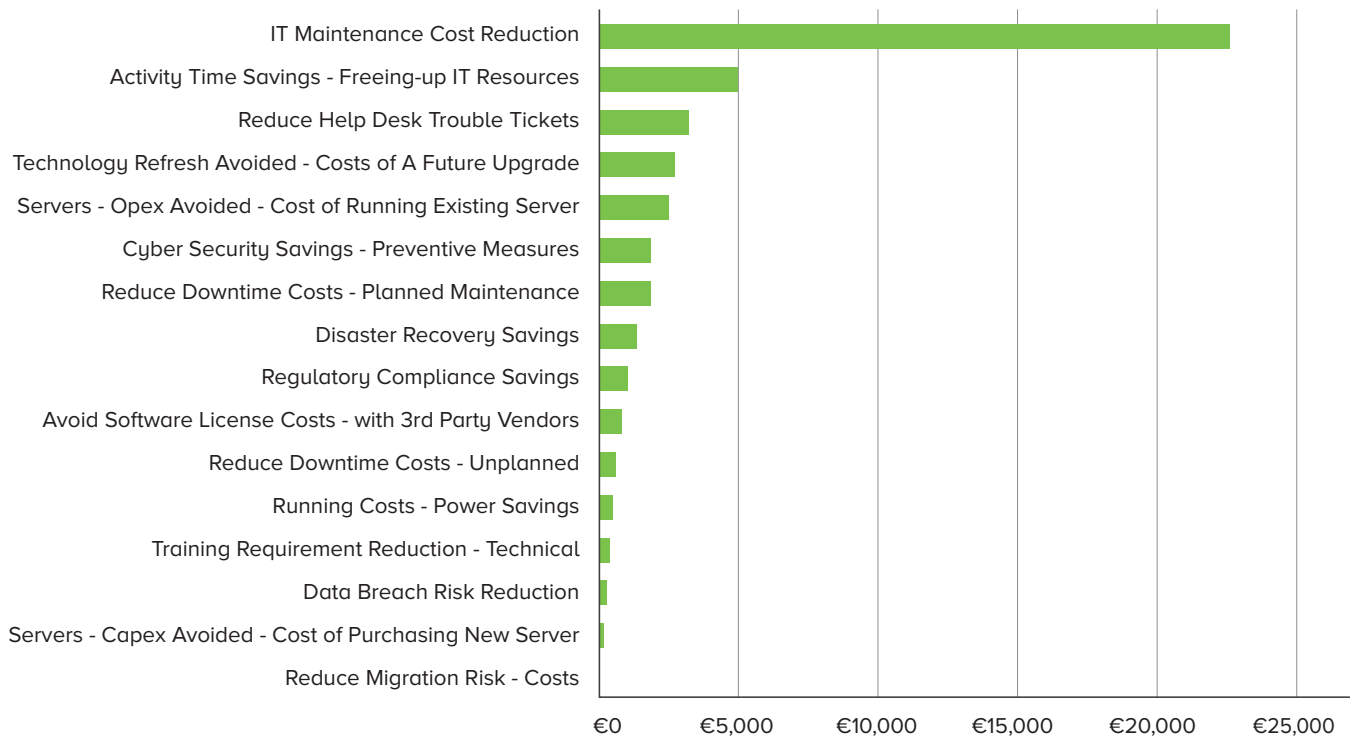 IT Maintenance Cost Reduction
Activity Time Savings - Freeing-up IT Resources
Reduce Help Desk Trouble Tickets
Technology Refresh Avoided - Costs of A Future Upgrade
Servers - Opex Avoided - Cost of Running Existing Server
Cyber Security Savings - Preventive Measures
Reduce Downtime Costs - Planned Maintenance
Disaster Recovery Savings
Regulatory Compliance Savings
Avoid Software License Costs - with 3rd Party Vendors
Reduce Downtime Costs - Unplanned
Running Costs - Power Savings
Training Requirement Reduction - Technical
Data Breach Risk Reduction
Servers - Capex Avoided - Cost of Purchasing New Server
Reduce Migration Risk - Costs
€0 €5,000 €10,000 €15,000 €20,000 €25,000